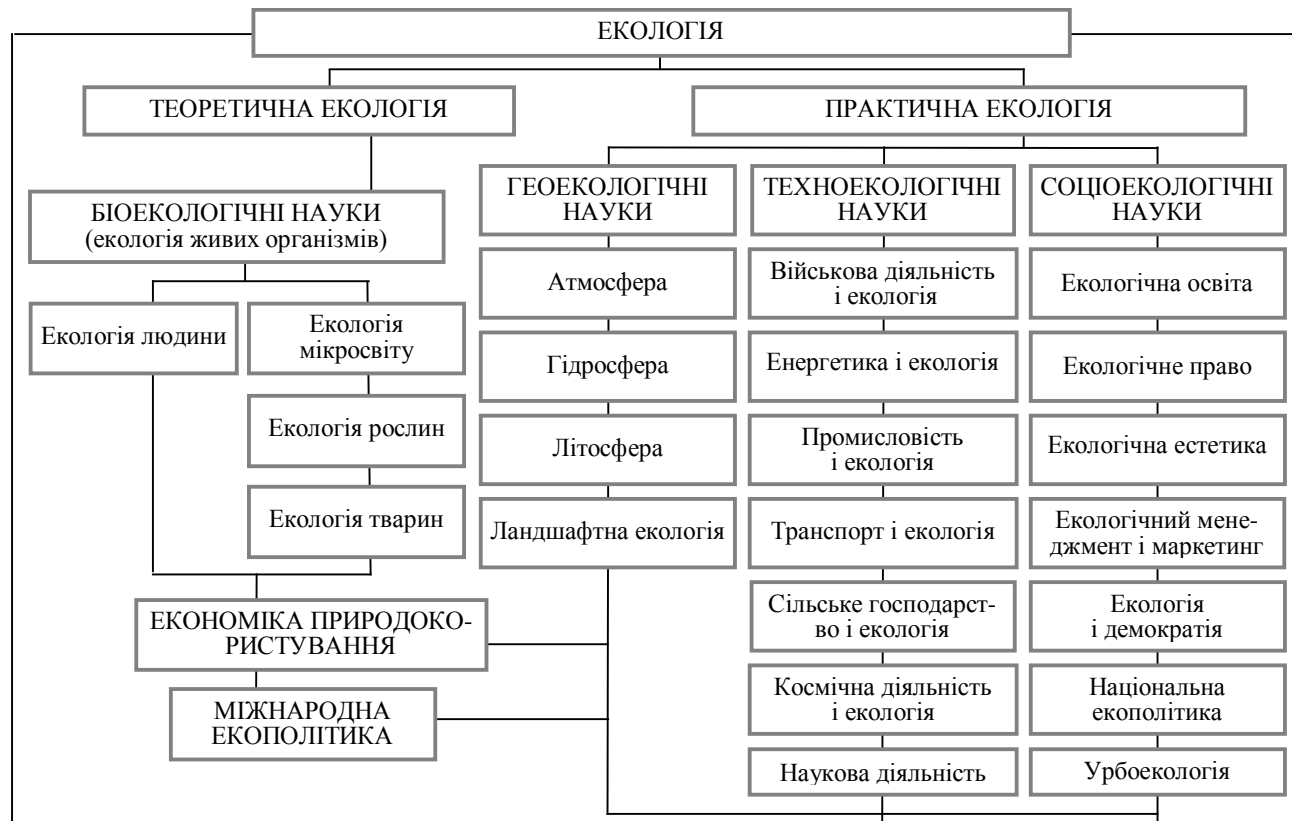 ЕКОЛОГІЯ
ТЕОРЕТИЧНА ЕКОЛОГІЯ
ПРАКТИЧНА ЕКОЛОГІЯ
БІОЕКОЛОГІЧНІ НАУКИ
(екологія живих організмів)
Екологія людини
Екологія
мікросвіту
Екологія рослин
Екологія тварин
ЕКОНОМІКА ПРИРОДОКО-
РИСТУВАННЯ
МІЖНАРОДНА
ЕКОПОЛІТИКА
ГЕОЕКОЛОГІЧНІ
НАУКИ
Атмосфера
Гідросфера
Літосфера
Ландшафтна екологія
ТЕХНОЕКОЛОГІЧНІ
НАУКИ
Військова діяльність
і екологія
Енергетика і екологія
Промисловість
і екологія
Транспорт і екологія
Сільське господарст-
во і екологія
Космічна діяльність
і екологія
Наукова діяльність
СОЦІОЕКОЛОГІЧНІ
НАУКИ
Екологічна освіта
Екологічне право
Екологічна естетика
Екологічний мене-
джмент і маркетинг
Екологія
і демократія
Національна
екополітика
Урбоекологія